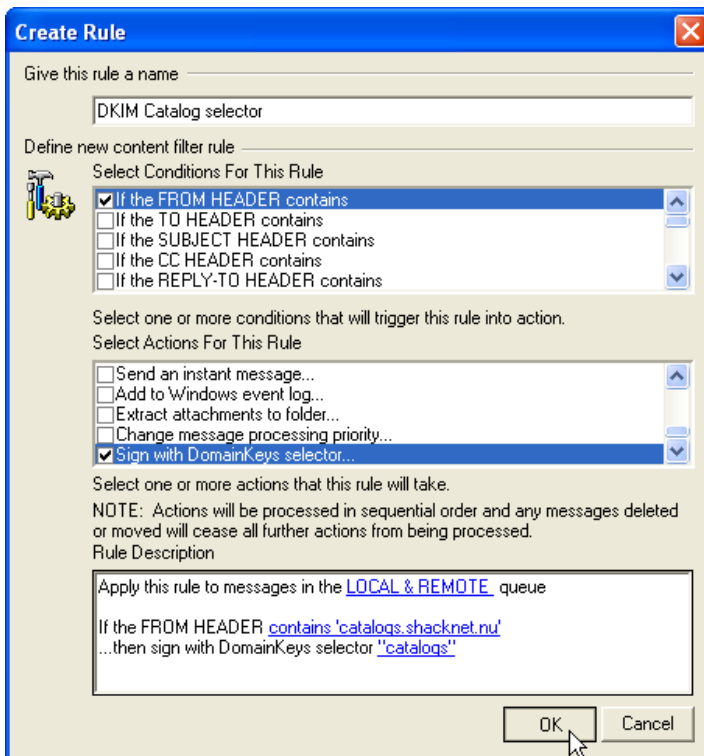 Create Rule
Give this rule a name
DKIM Catalog selector
Define new content filter rule
Select Conditions For This Rule
If the FROM HEADER contains
If the TO HEADER contains
If the SUBJECT HEADER contains
If the CC HEADER contains
If the REPLY-TO HEADER contains
Select one or more conditions that will trigger this rule into action.
Select Actions For This Rule
Send an instant message...
Add to Windows event log...
Extract attachments to folder...
Change message processing priority...
Sign with DomainKeys selector...
Select one or more actions that this rule will take.
NOTE: Actions will be processed in sequential order and any messages deleted
or moved will cease all further actions from being processed.
Rule Description
Apply this rule to messages in the LOCAL & REMOTE queue
If the FROM HEADER contains 'catalogs.shacknet.nu'
...then sign with DomainKeys selector "catalogs"
OK Cancel